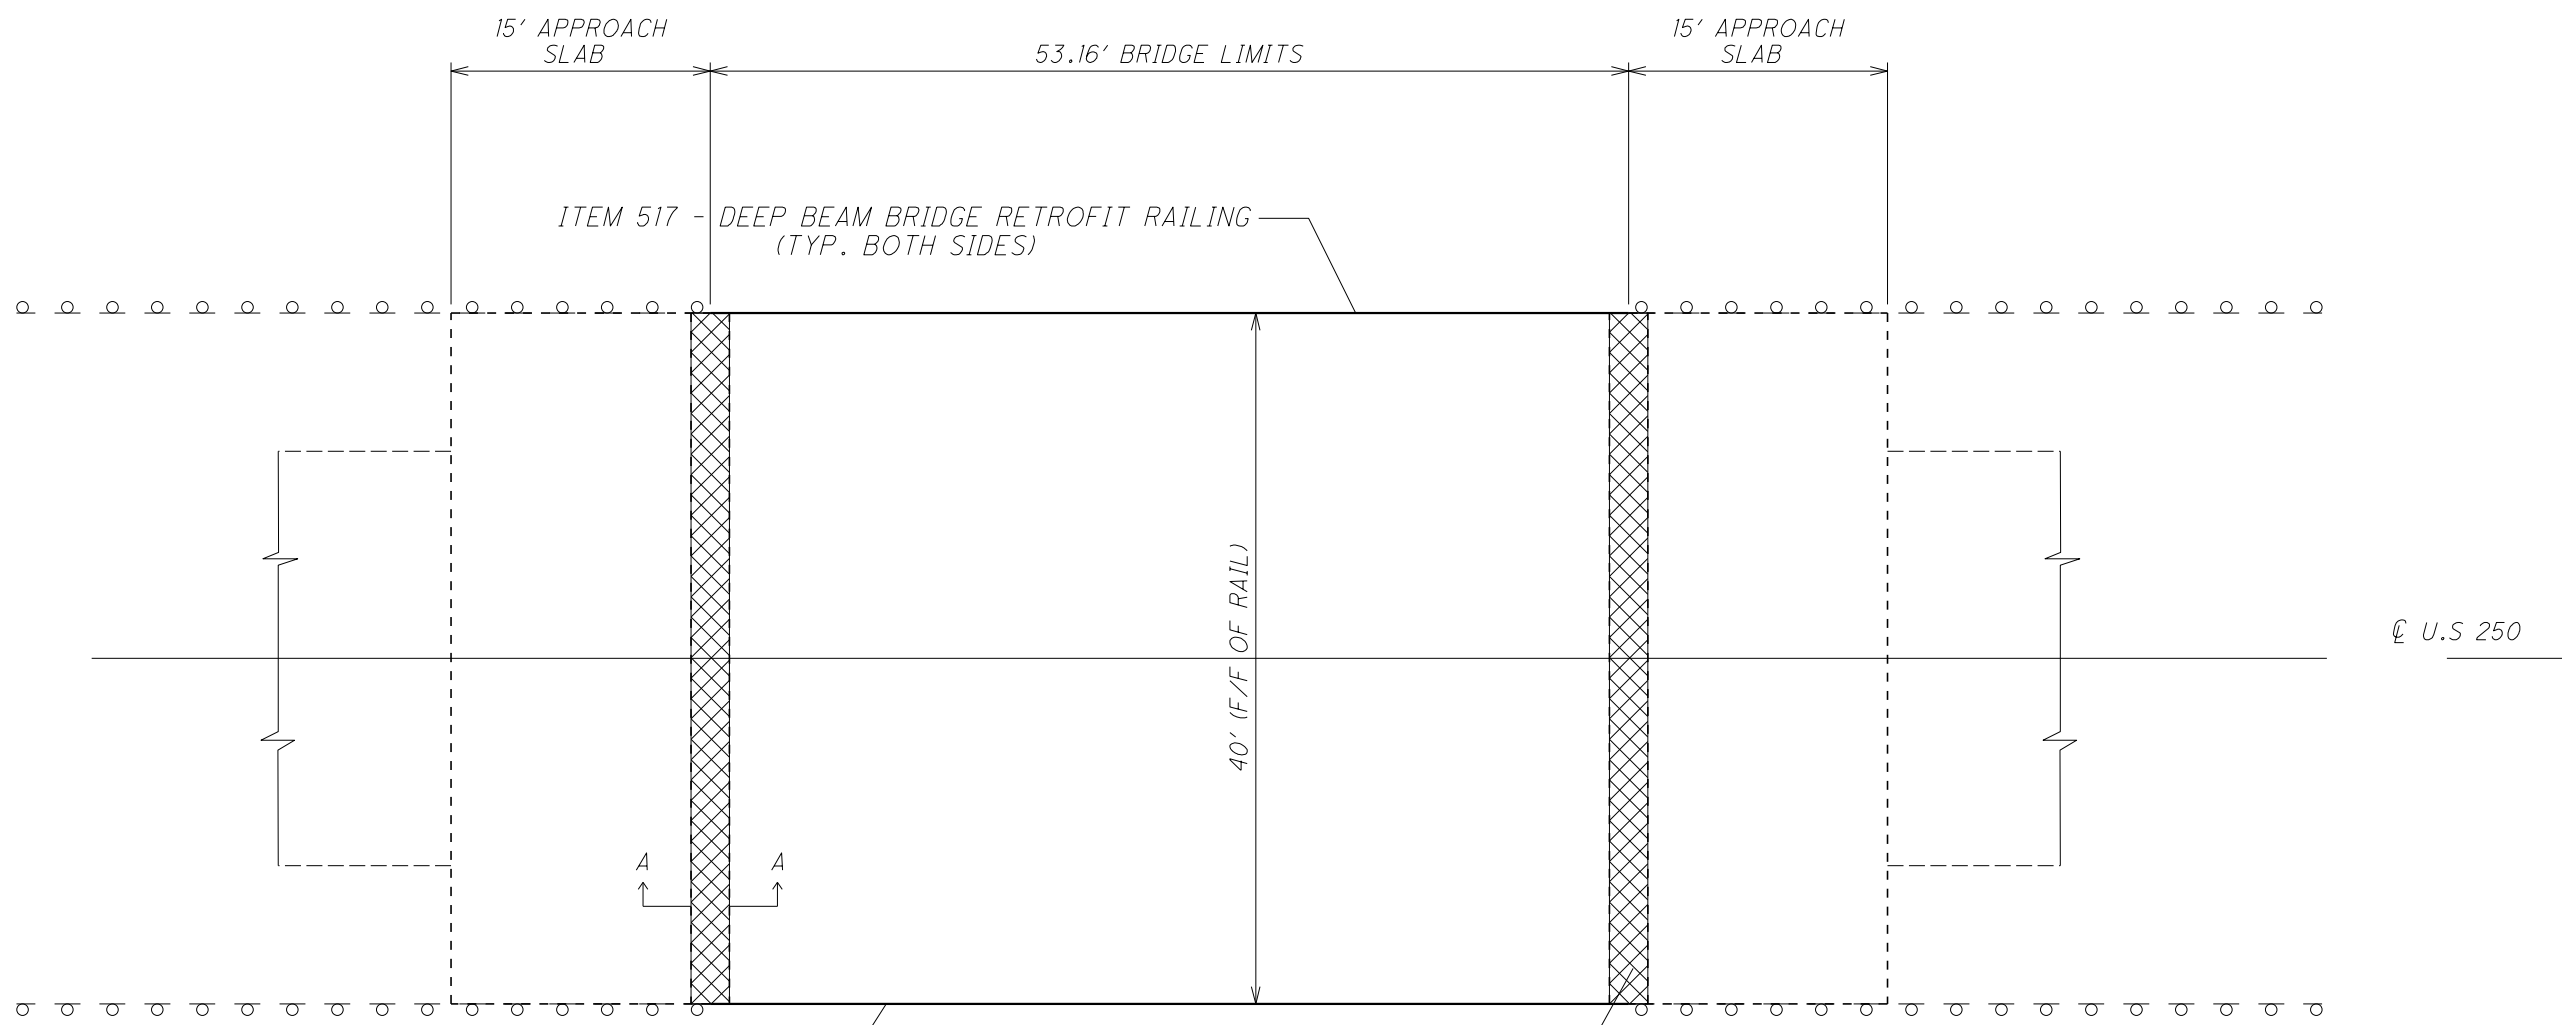 15' APPROACH
SLAB
53.16' BRIDGE LIMITS
15' APPROACH
SLAB
ITEM 517 - DEEP BEAM BRIDGE RETROFIT RAILING
(TYP. BOTH SIDES)
40' (F/F OF RAIL)
℄ U.S 250
A A